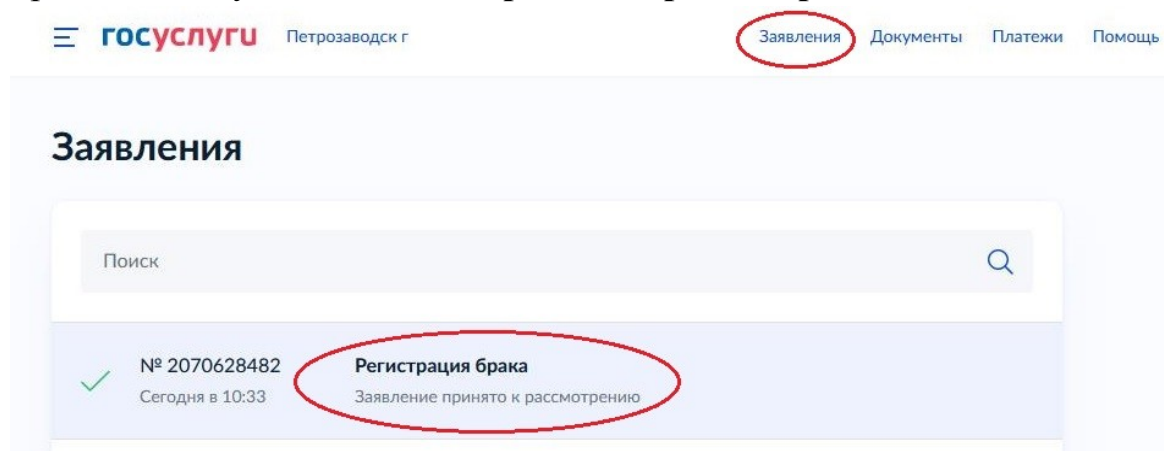 госуслуги Петрозаводск г Заявления Документы Платежи Помощь
Заявления
Поиск
№ 2070628482 Регистрация брака
Сегодня в 10:33 Заявление принято к рассмотрению